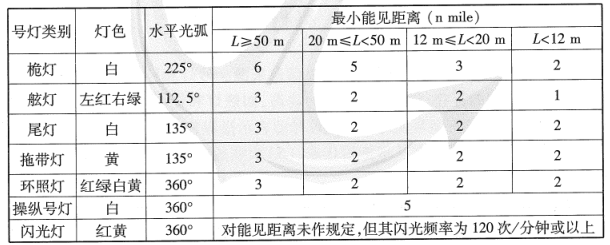 号灯类别 灯色 水平光弧 最小能见距离(n mile)
L≥50 m 20 m≤L<50 m 12 m≤L<20 m L<12 m
桅灯 白 225° 6 5 3 2
舷灯 左红右绿 112.5° 3 2 2 1
尾灯 白 135° 3 2 2 2
拖带灯 黄 135° 3 2 2 2
环照灯 红绿白黄 360° 3 2 2 2
操纵号灯 白 360° 5
闪光灯 红黄 360° 对能见距离未作规定,但其闪光频率为 120 次/分钟或以上